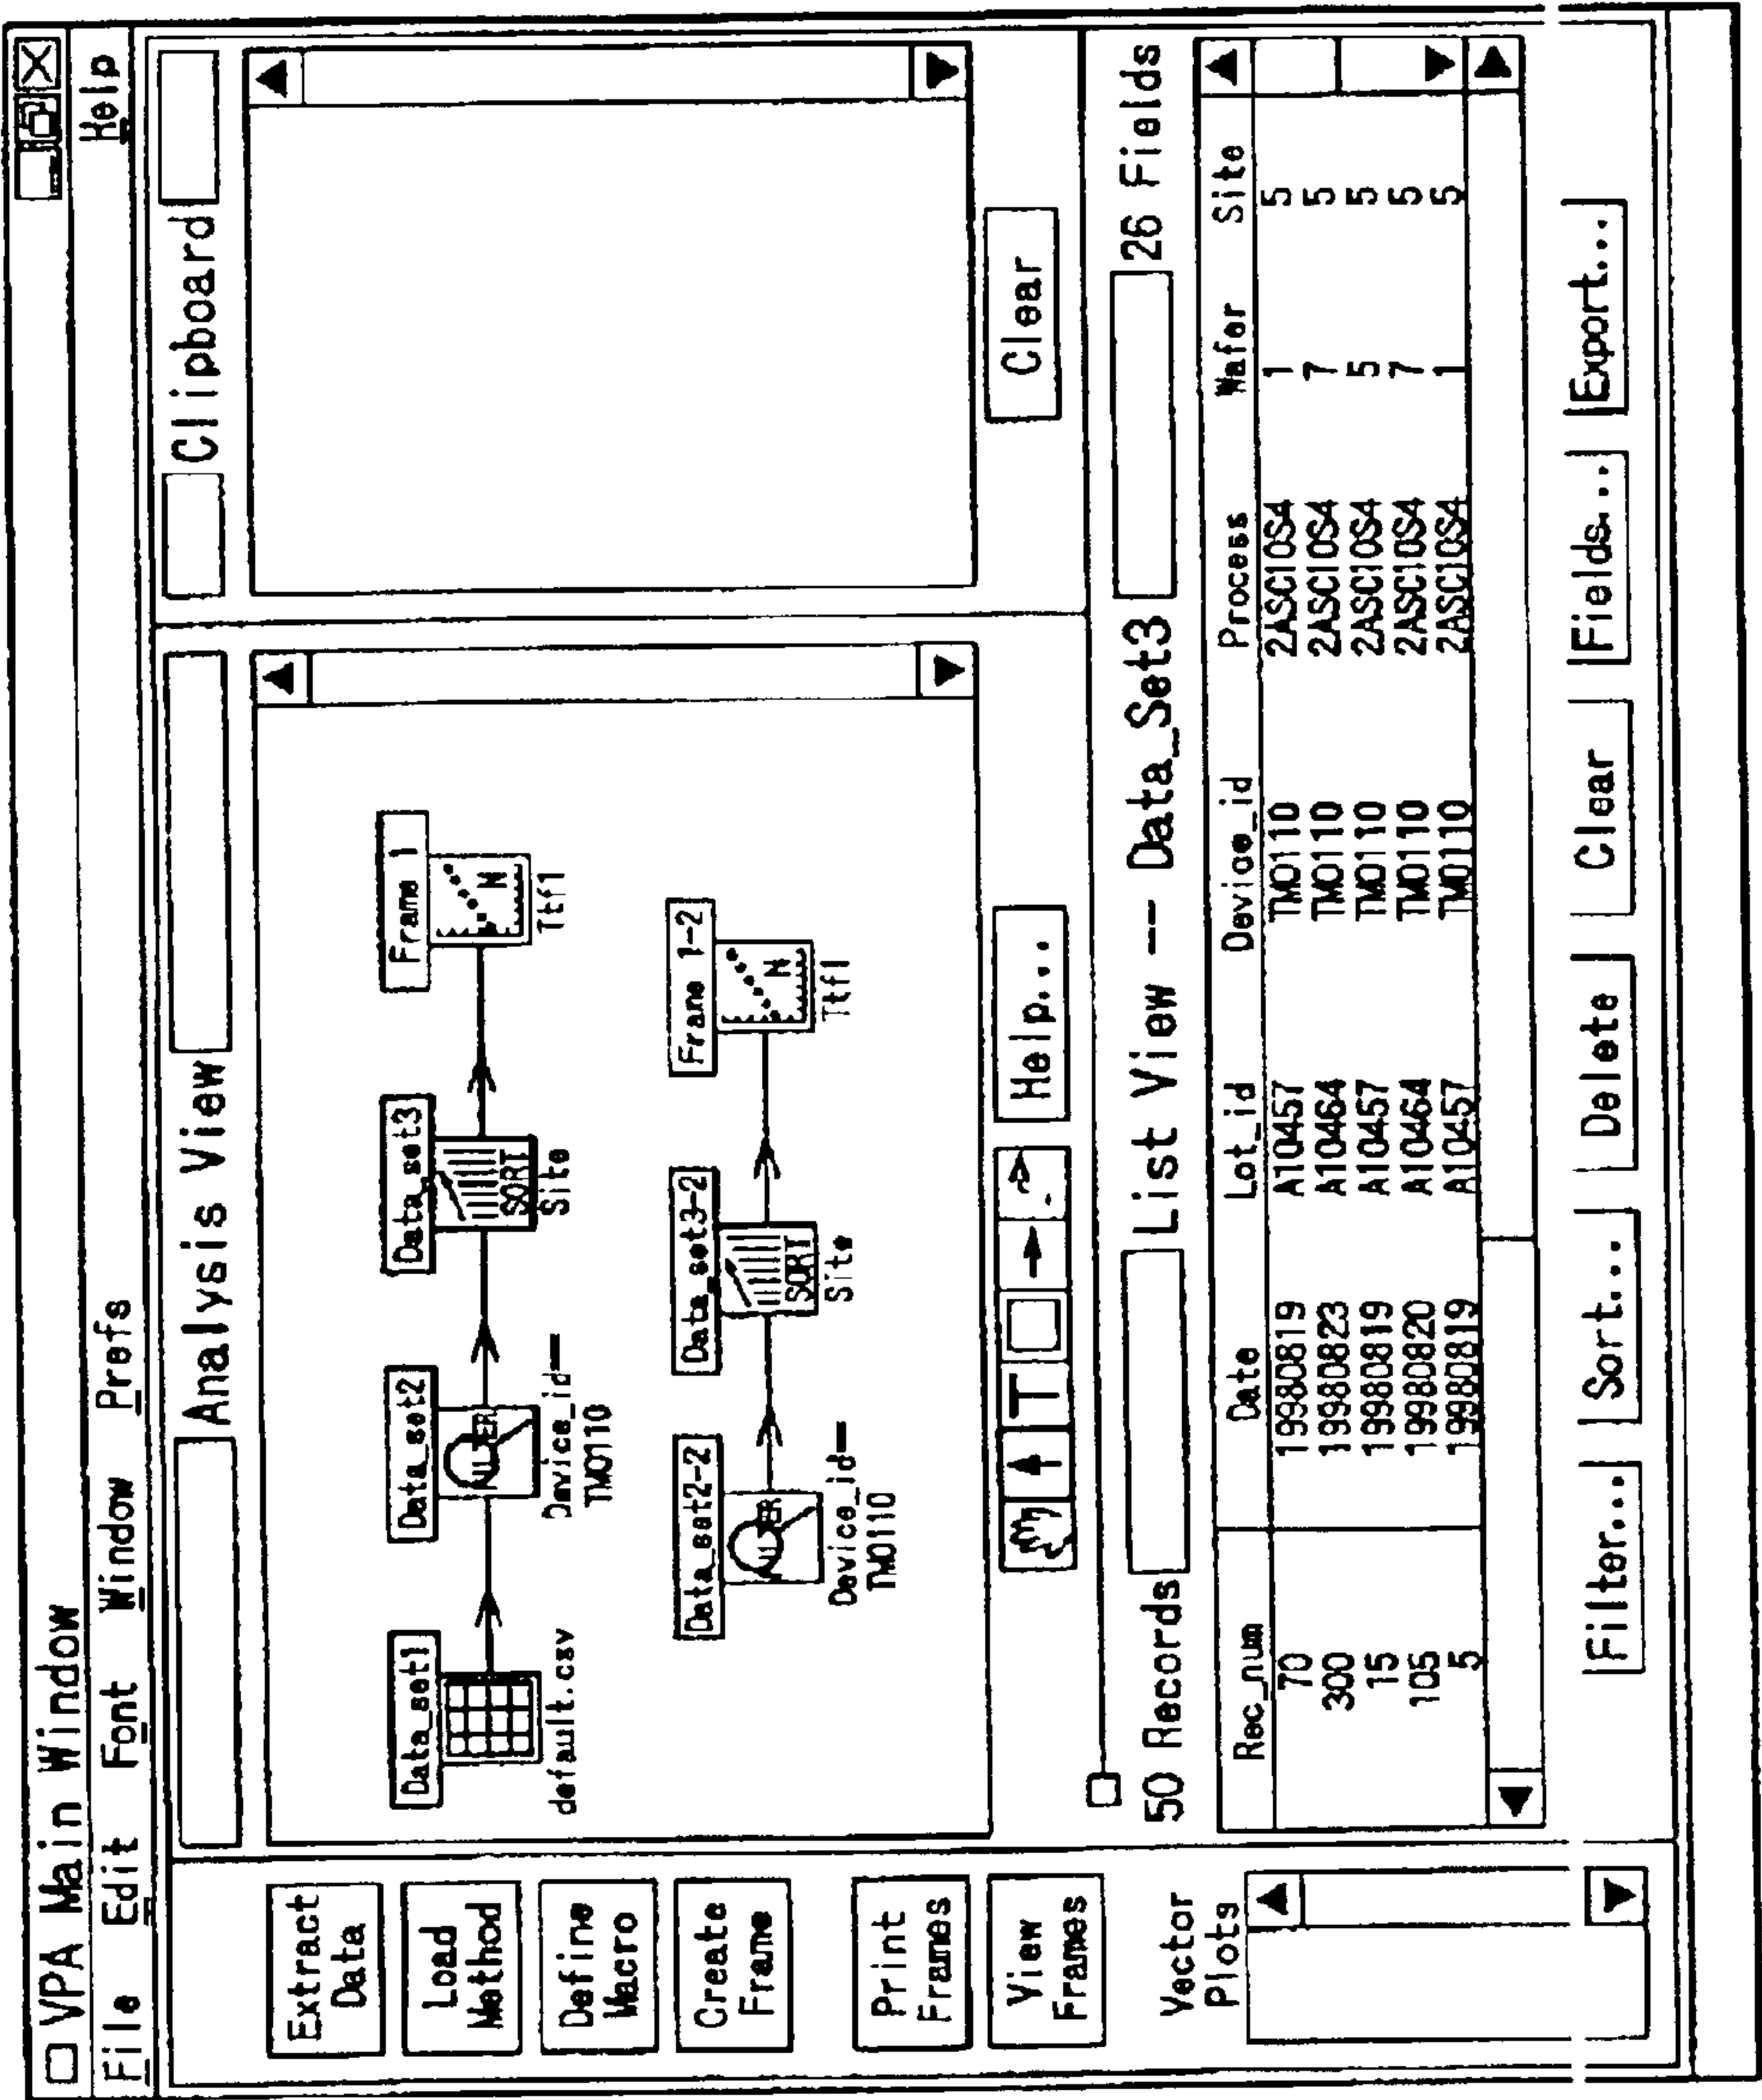 VPA Main Window
File Edit Font Window Prefs Help
Extract
Data
Load
Method
Define
Macro
Create
Frame
Print
Frames
View
Frames
Vector
Plots
Analysis View
Data_set1
default.csv
Data_set2
Device_id==
TM0110
Data_set3
SORT
Site
Frame 1
N
Ttf1
Data_set2-2
Device_id==
TM0110
Data_set3-2
SORT
Site
Frame 1-2
N
Ttf1
T
Help...
Clipboard
Clear
50 Records List View -- Data_Set3 26 Fields
Rec_num Date Lot_id Device_id Process Wafer Site
70 19980819 A10457 TM0110 2ASC10S4 1 5
300 19980823 A10464 TM0110 2ASC10S4 7 5
15 19980819 A10457 TM0110 2ASC10S4 5 5
105 19980820 A10464 TM0110 2ASC10S4 7 5
5 19980819 A10457 TM0110 2ASC10S4 1 5
Filter... Sort... Delete Clear Fields... Export...